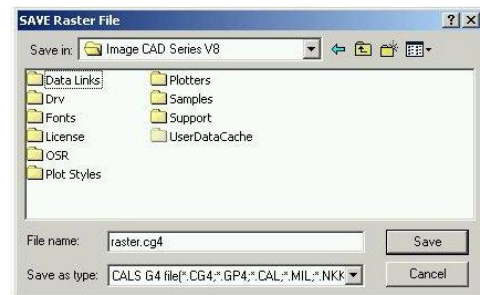 SAVE Raster File
Save in: Image CAD Series V8
Data Links
Drv
Fonts
License
OSR
Plot Styles
Plotters
Samples
Support
UserDataCache
File name: raster.cg4 Save
Save as type: CALS G4 file(*.CG4;*.GP4;*.CAL;*.MIL;*.NKK Cancel